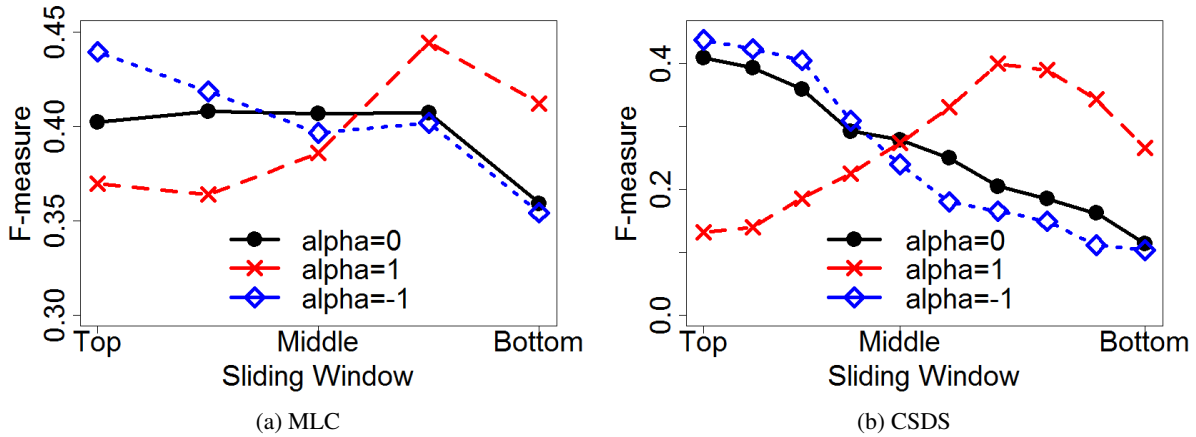 0.45
0.40
0.35
0.30
F-measure
alpha=0
alpha=1
alpha=-1
Top Middle Bottom
Sliding Window
(a) MLC
0.4
0.2
0.0
F-measure
alpha=0
alpha=1
alpha=-1
Top Middle Bottom
Sliding Window
(b) CSDS